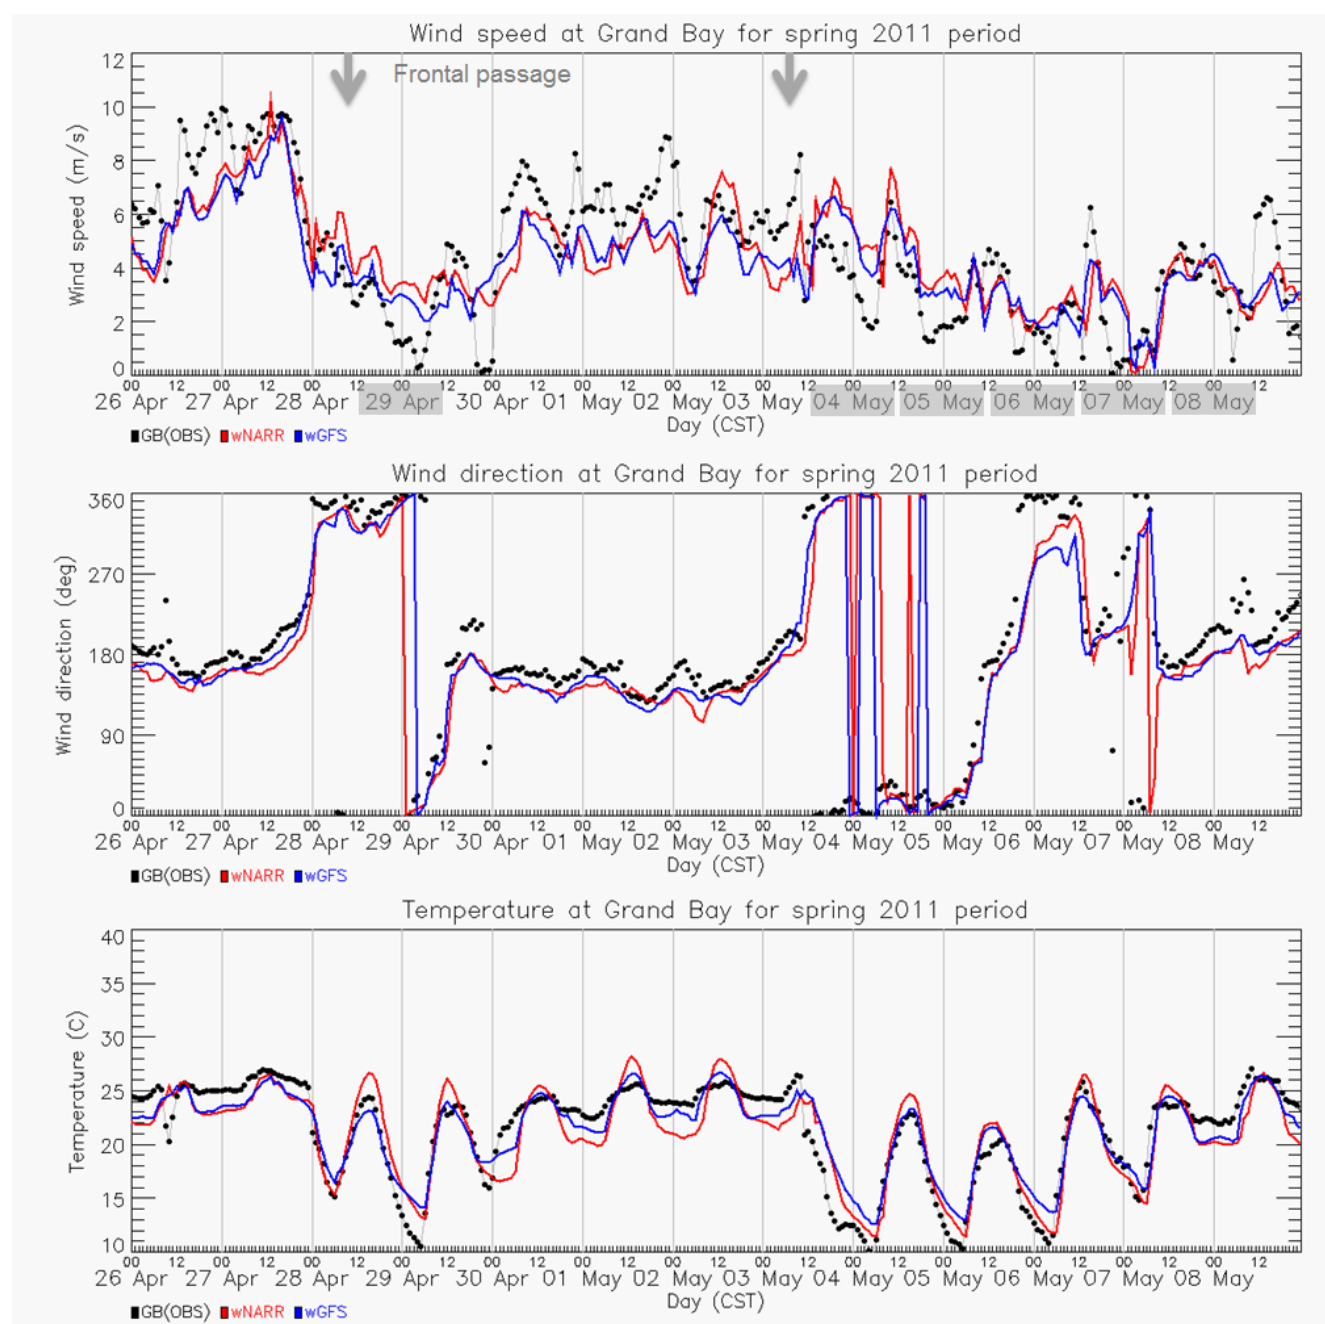 Wind speed at Grand Bay for spring 2011 period
Frontal passage
Wind speed (m/s)
12
10
8
6
4
2
0
00 12 00 12 00 12 00 12 00 12 00 12 00 12 00 12 00 12 00 12 00 12 00 12 00 12
26 Apr 27 Apr 28 Apr 29 Apr 30 Apr 01 May 02 May 03 May 04 May 05 May 06 May 07 May 08 May
Day (CST)
GB(OBS) wNARR wGFS
Wind direction at Grand Bay for spring 2011 period
Wind direction (deg)
360
270
180
90
0
00 12 00 12 00 12 00 12 00 12 00 12 00 12 00 12 00 12 00 12 00 12 00 12 00 12
26 Apr 27 Apr 28 Apr 29 Apr 30 Apr 01 May 02 May 03 May 04 May 05 May 06 May 07 May 08 May
Day (CST)
GB(OBS) wNARR wGFS
Temperature at Grand Bay for spring 2011 period
Temperature (C)
40
35
30
25
20
15
10
00 12 00 12 00 12 00 12 00 12 00 12 00 12 00 12 00 12 00 12 00 12 00 12 00 12
26 Apr 27 Apr 28 Apr 29 Apr 30 Apr 01 May 02 May 03 May 04 May 05 May 06 May 07 May 08 May
Day (CST)
GB(OBS) wNARR wGFS